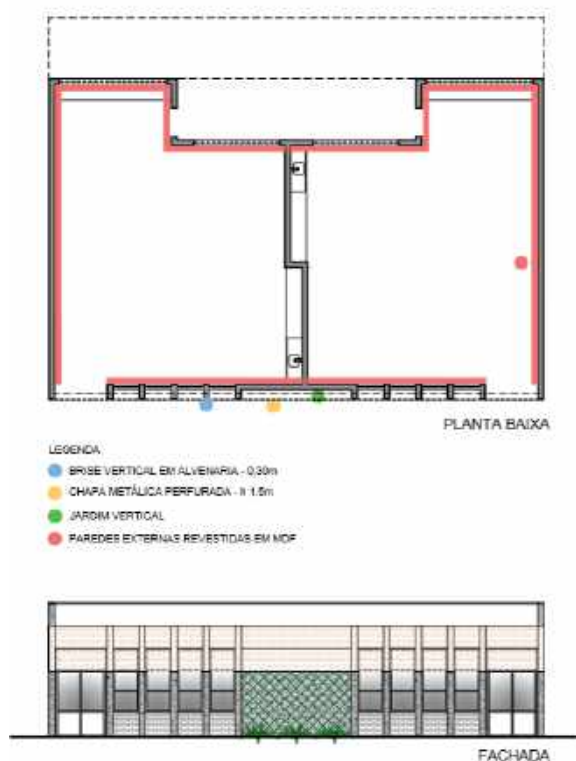 PLANTA BAIXA
LEGENDA
BRISE VERTICAL EM ALVENARIA - 0,30m
CHAPA METÁLICA PERFURADA - h 1.5m
JARDIM VERTICAL
PAREDES EXTERNAS REVESTIDAS EM MDF
FACHADA